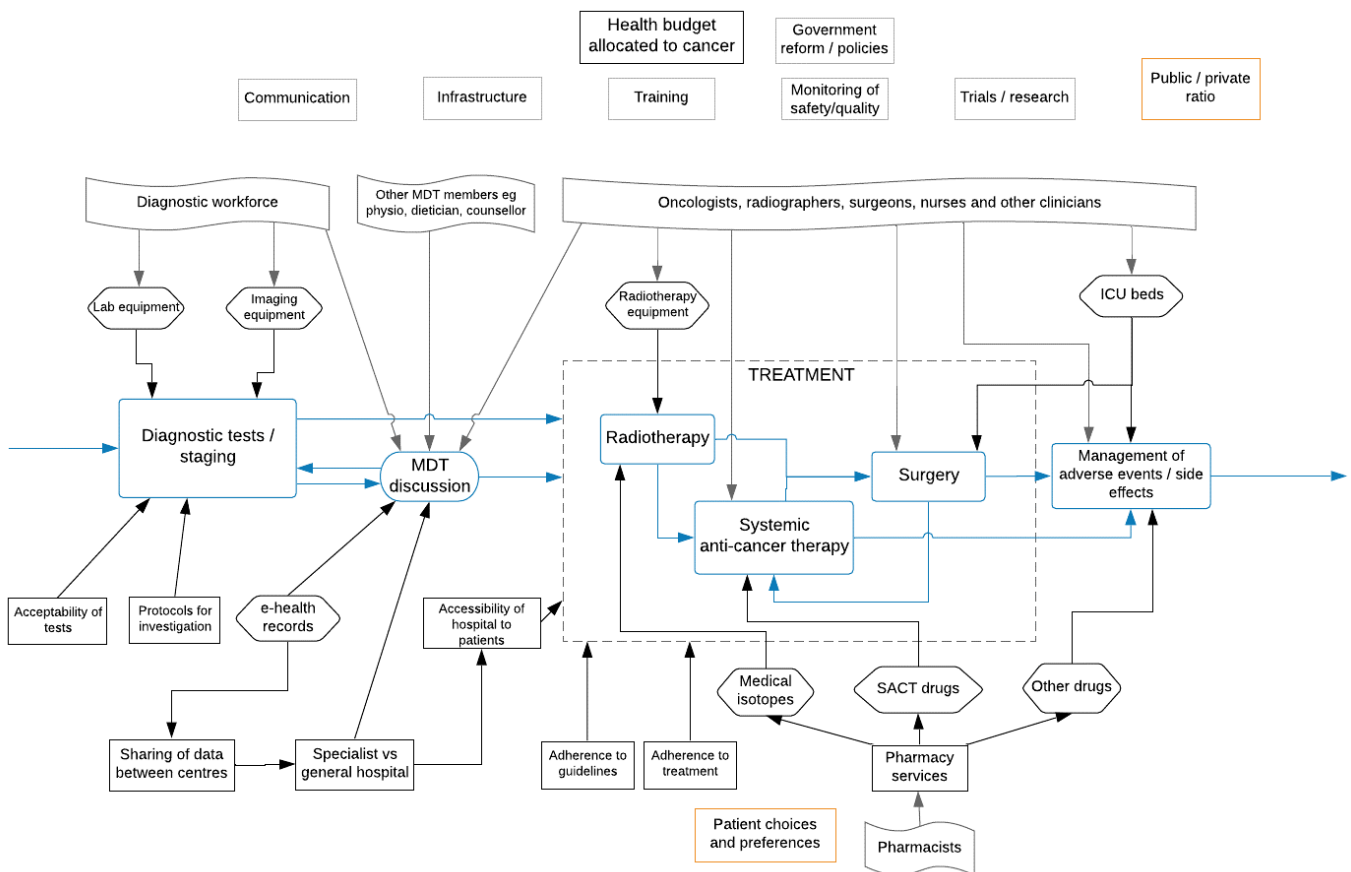 Health budget
allocated to cancer
Government
reform / policies
Public / private
ratio
Communication
Infrastructure
Training
Monitoring of
safety/quality
Trials / research
Diagnostic workforce
Other MDT members eg
physio, dietician, counsellor
Oncologists, radiographers, surgeons, nurses and other clinicians
Lab equipment
Imaging
equipment
Radiotherapy
equipment
ICU beds
TREATMENT
Diagnostic tests /
staging
MDT
discussion
Radiotherapy
Surgery
Management of
adverse events / side
effects
Systemic
anti-cancer therapy
Acceptability of
tests
Protocols for
investigation
e-health
records
Accessibility of
hospital to
patients
Medical
isotopes
SACT drugs
Other drugs
Sharing of data
between centres
Specialist vs
general hospital
Adherence to
guidelines
Adherence to
treatment
Pharmacy
services
Patient choices
and preferences
Pharmacists